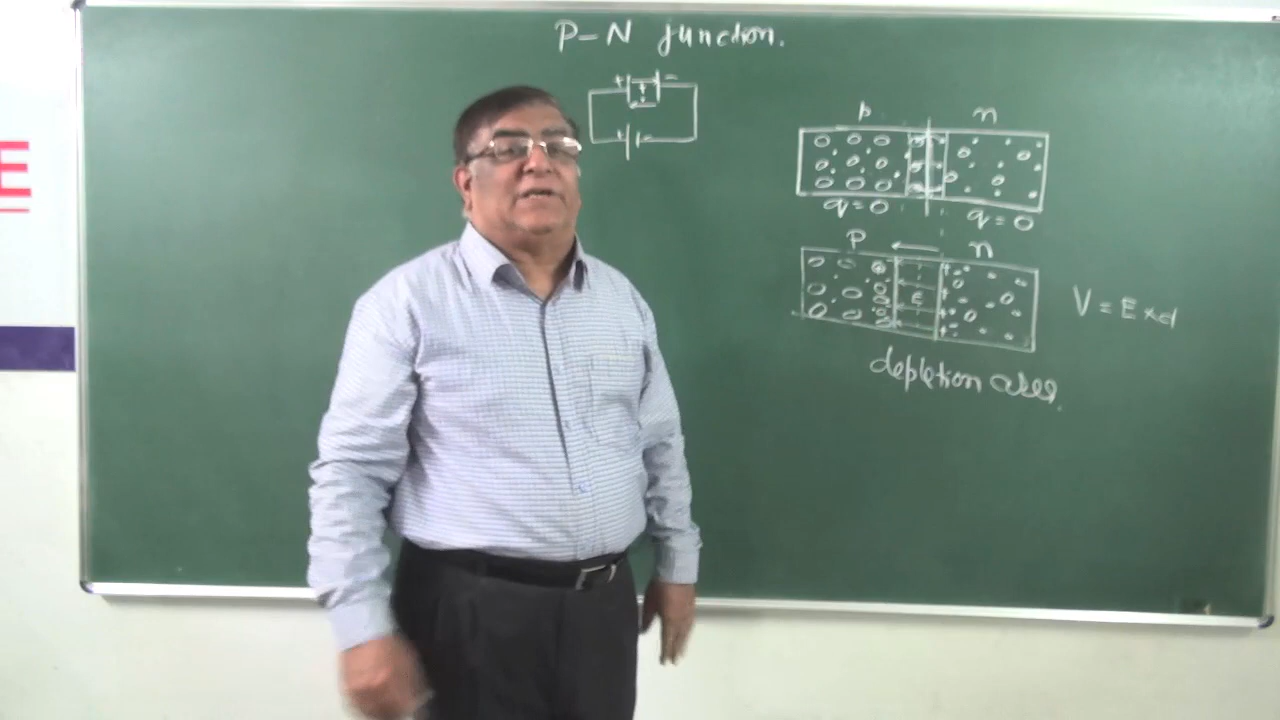 P-N junction.
E
+ -
+ -
p n
q = 0 q = 0
P n
E
V = E × d
depletion area.